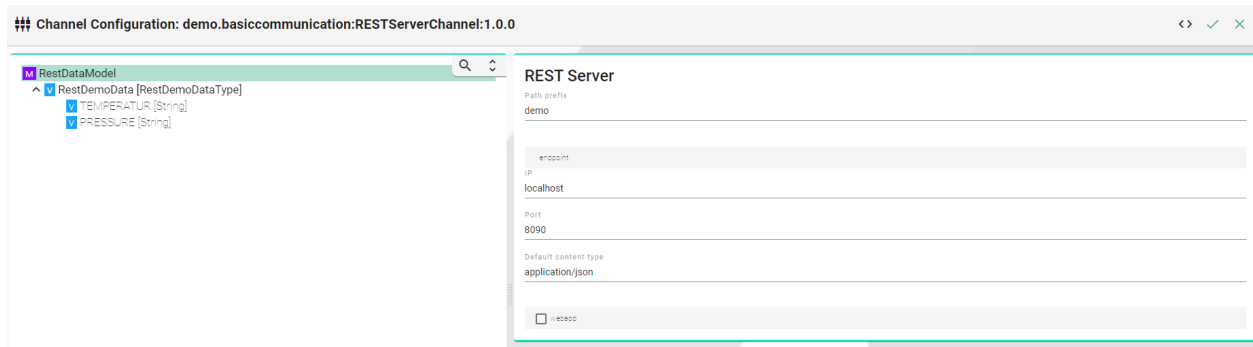 Channel Configuration: demo.basiccommunication:RESTServerChannel:1.0.0
<>
M RestDataModel
V RestDemoData [RestDemoDataType]
V TEMPERATUR [String]
V PRESSURE [String]
REST Server
Path prefix
demo
endpoint
IP
localhost
Port
8090
Default content type
application/json
webapp